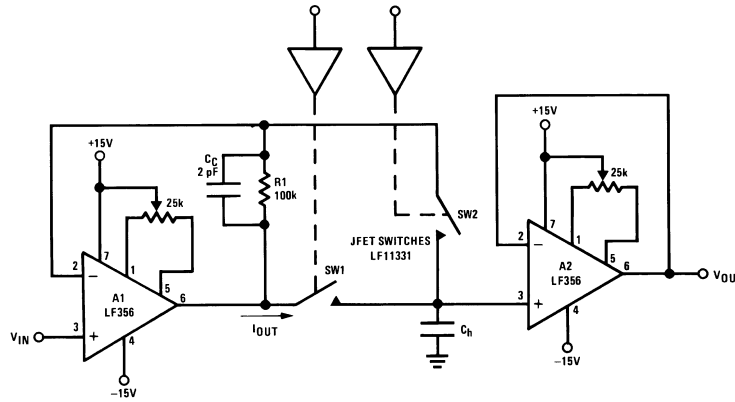 +15V
25k
7
2
−
1
5
A1
LF356
6
VIN
3
+
4
−15V
CC
2 pF
R1
100k
IOUT
SW1
JFET SWITCHES
LF11331
SW2
Ch
+15V
25k
7
2
−
1
5
A2
LF356
6
3
+
4
−15V
VOU